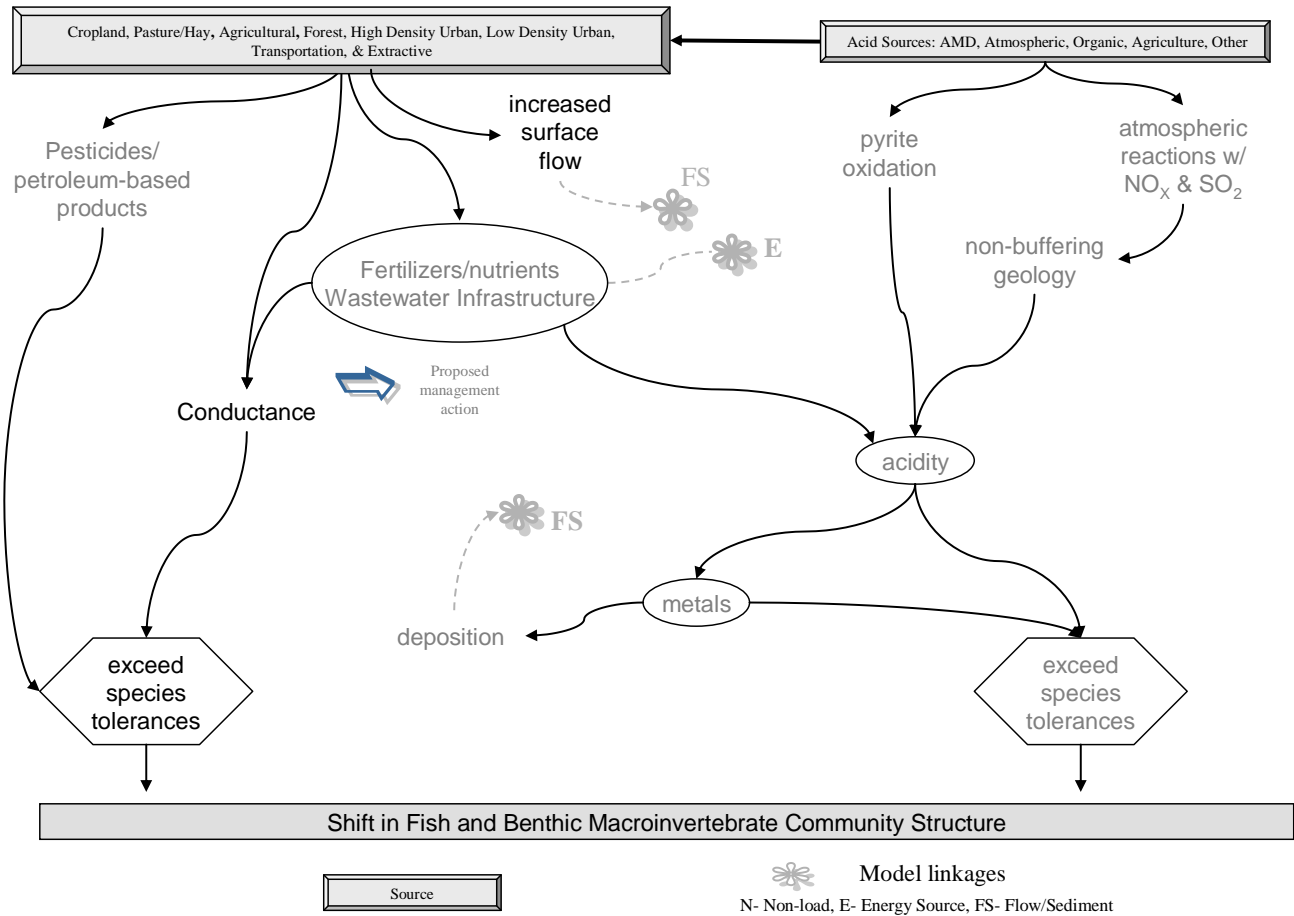 Cropland, Pasture/Hay, Agricultural, Forest, High Density Urban, Low Density Urban,
Transportation, & Extractive
Acid Sources: AMD, Atmospheric, Organic, Agriculture, Other
increased
surface
flow
Pesticides/
petroleum-based
products
pyrite
oxidation
atmospheric
reactions w/
NOX & SO2
FS
E
Fertilizers/nutrients
Wastewater Infrastructure
non-buffering
geology
Proposed
management
action
Conductance
acidity
FS
metals
deposition
exceed
species
tolerances
exceed
species
tolerances
Shift in Fish and Benthic Macroinvertebrate Community Structure
Source
Model linkages
N- Non-load, E- Energy Source, FS- Flow/Sediment